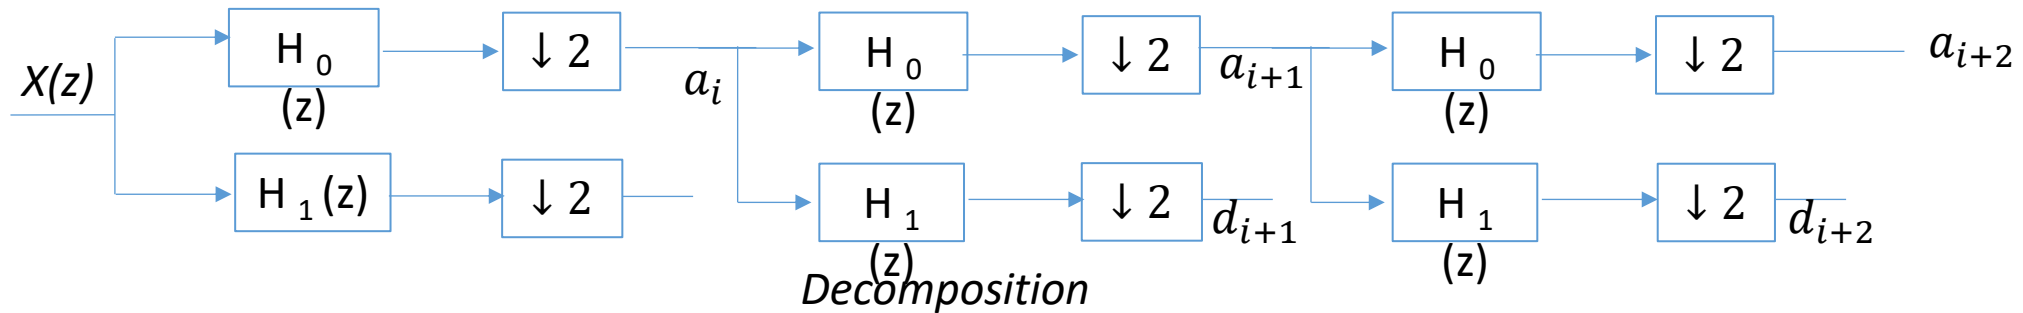 X(z)
H 0 (z)
↓ 2
a_i
H 0 (z)
↓ 2
a_{i+1}
H 0 (z)
↓ 2
a_{i+2}
H 1 (z)
↓ 2
H 1 (z)
↓ 2
d_{i+1}
H 1 (z)
↓ 2
d_{i+2}
Decomposition